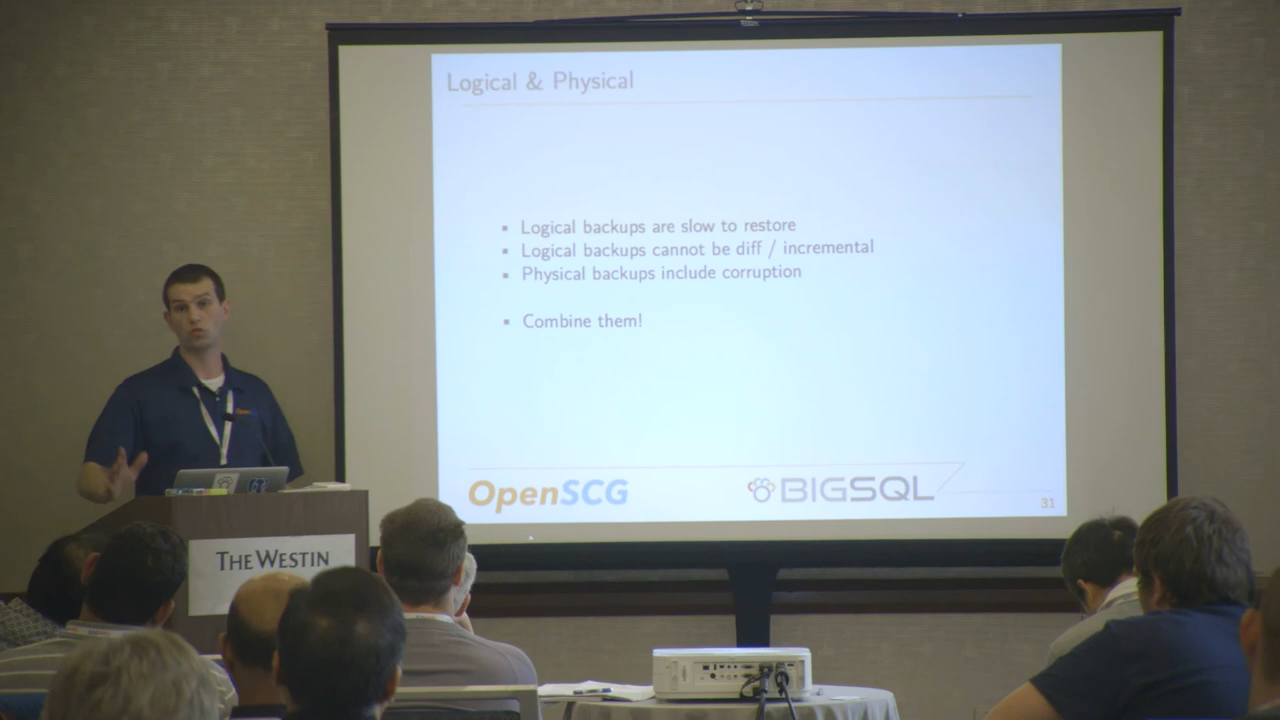 Logical & Physical
▪ Logical backups are slow to restore
▪ Logical backups cannot be diff / incremental
▪ Physical backups include corruption
▪ Combine them!
OpenSCG
BIGSQL
31
THE WESTIN